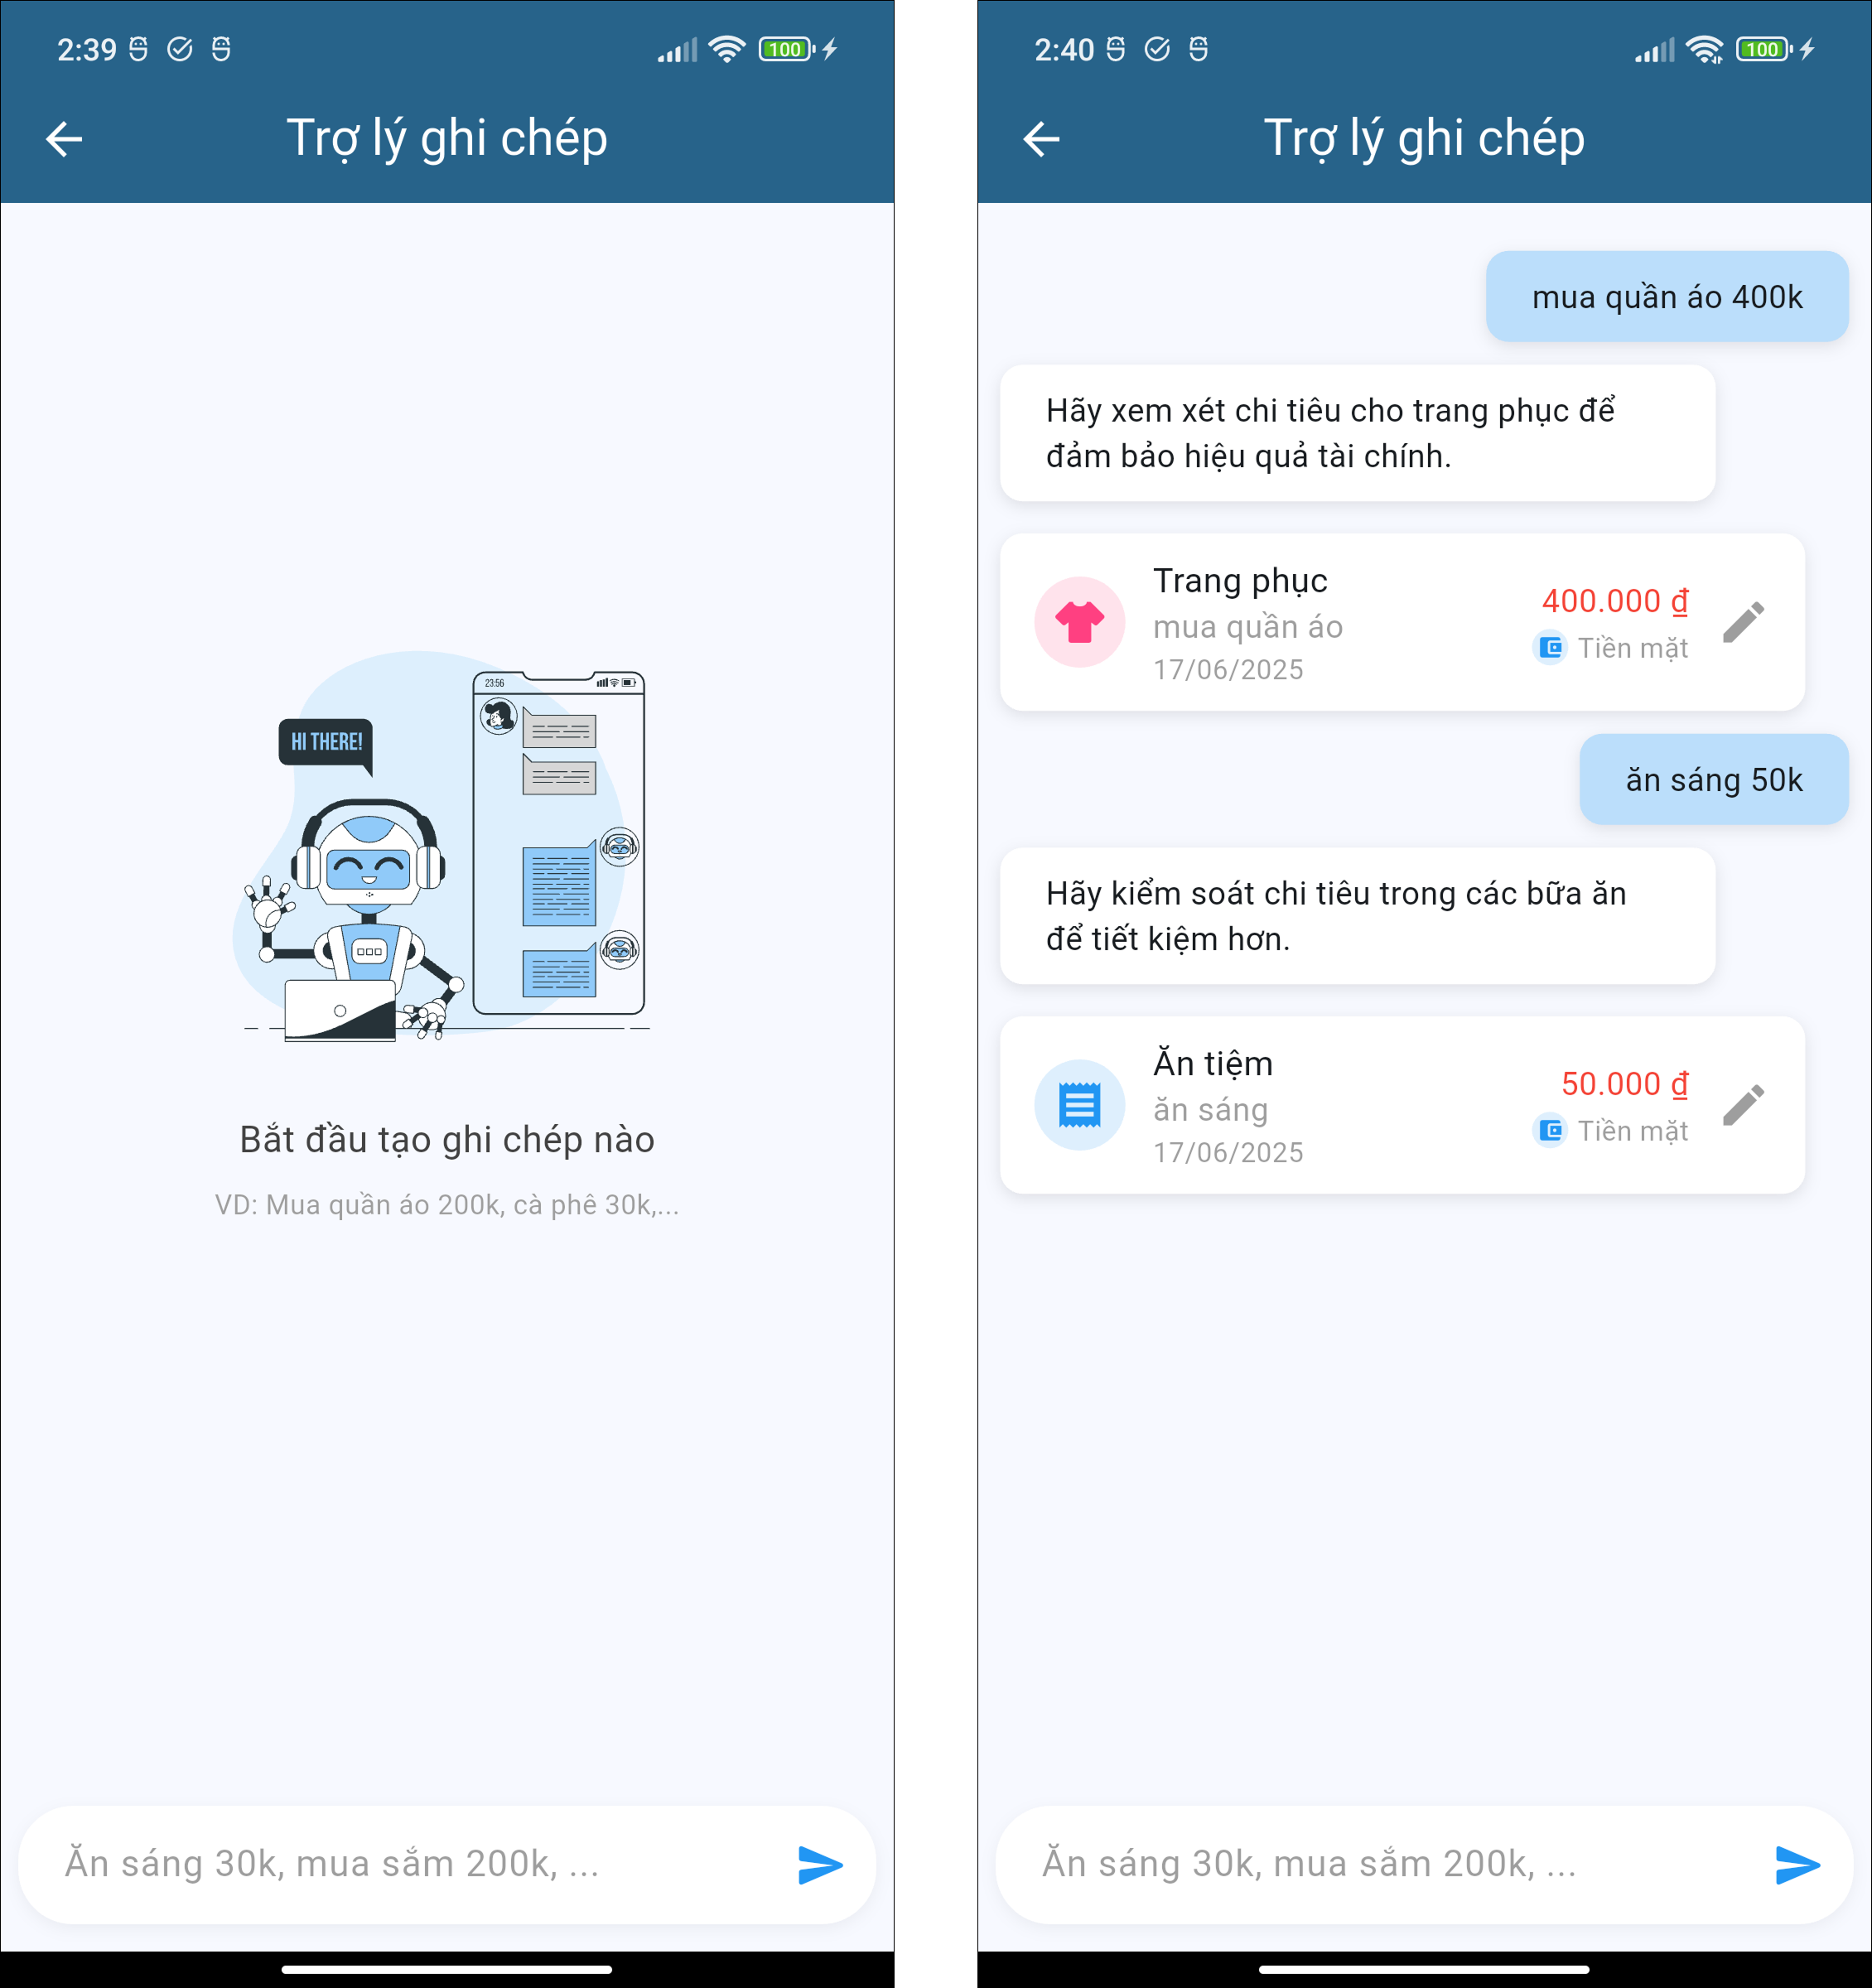 2:39
100
Trợ lý ghi chép
23:56
HI THERE!
Bắt đầu tạo ghi chép nào
VD: Mua quần áo 200k, cà phê 30k,...
Ăn sáng 30k, mua sắm 200k, ...
2:40
100
Trợ lý ghi chép
mua quần áo 400k
Hãy xem xét chi tiêu cho trang phục để
đảm bảo hiệu quả tài chính.
Trang phục
mua quần áo
17/06/2025
400.000 ₫
Tiền mặt
ăn sáng 50k
Hãy kiểm soát chi tiêu trong các bữa ăn
để tiết kiệm hơn.
Ăn tiệm
ăn sáng
17/06/2025
50.000 ₫
Tiền mặt
Ăn sáng 30k, mua sắm 200k, ...